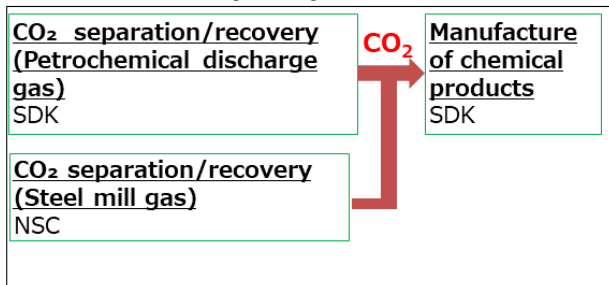 CO₂ separation/recovery
(Petrochemical discharge
gas)
SDK
CO₂
Manufacture
of chemical
products
SDK
CO₂ separation/recovery
(Steel mill gas)
NSC